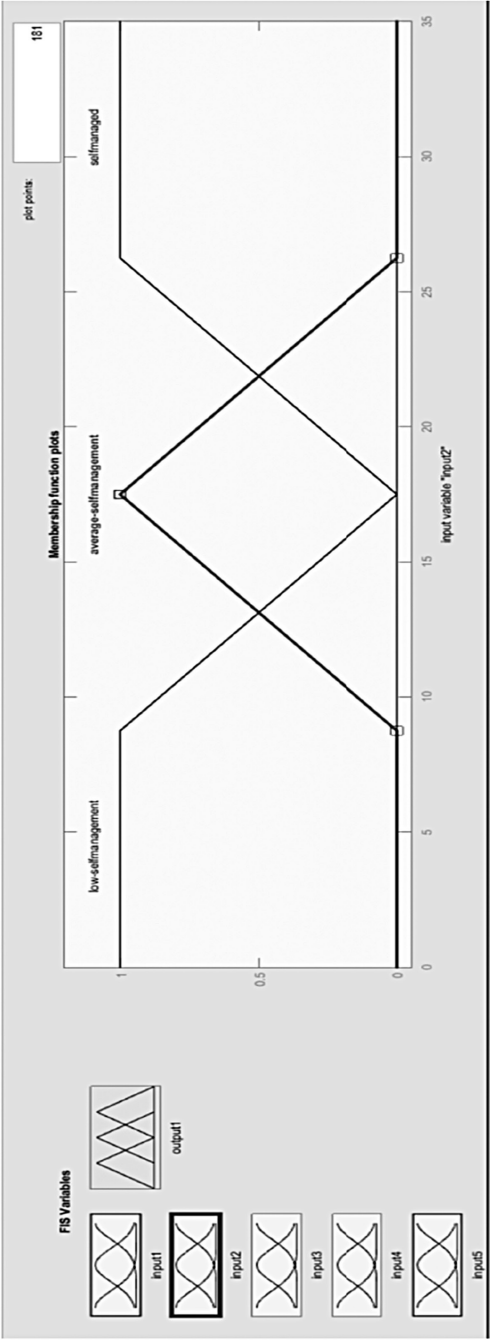 FIS Variables
Membership function plots
plot points:
181
input1
output1
input2
input3
input4
input5
low-selfmanagement
average-selfmanagement
selfmanaged
1
0.5
0
0
5
10
15
20
25
30
35
input variable "input2"